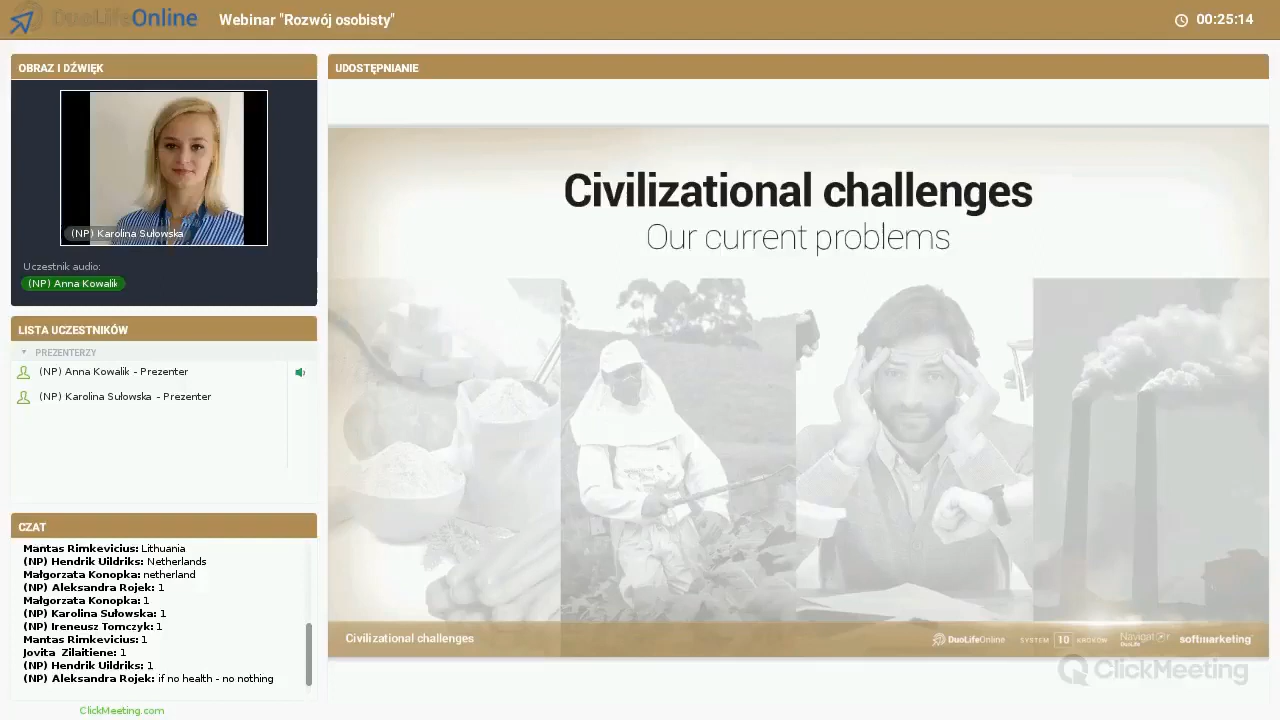 DuoLifeOnline
Webinar "Rozwój osobisty"
00:25:14
OBRAZ I DŹWIĘK
(NP) Karolina Sułowska
Uczestnik audio:
(NP) Anna Kowalik
LISTA UCZESTNIKÓW
PREZENTERZY
(NP) Anna Kowalik - Prezenter
(NP) Karolina Sułowska - Prezenter
CZAT
Mantas Rimkevicius: Lithuania
(NP) Hendrik Uildriks: Netherlands
Małgorzata Konopka: netherland
(NP) Aleksandra Rojek: 1
Małgorzata Konopka: 1
(NP) Karolina Sułowska: 1
(NP) Ireneusz Tomczyk: 1
Mantas Rimkevicius: 1
Jovita Zilaitiene: 1
(NP) Hendrik Uildriks: 1
(NP) Aleksandra Rojek: if no health - no nothing
ClickMeeting.com
UDOSTĘPNIANIE
Civilizational challenges
Our current problems
Civilizational challenges
DuoLifeOnline
SYSTEM 10 KROKÓW
Navigator
DuoLife
softmarketing
ClickMeeting